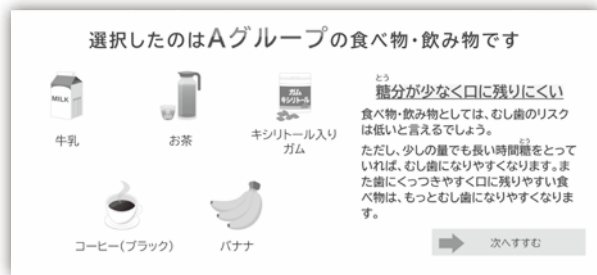 選択したのはAグループの食べ物・飲み物です
MILK
牛乳
お茶
ガム
キシリトール
キシリトール入り
ガム
コーヒー(ブラック)
バナナ
とう
糖分が少なく口に残りにくい
食べ物・飲み物としては、むし歯のリスク
は低いと言えるでしょう。
とう
ただし、少しの量でも長い時間糖をとって
いれば、むし歯になりやすくなります。ま
た歯にくっつきやすく口に残りやすい食
べ物は、もっとむし歯になりやすくなりま
す。
次へすすむ